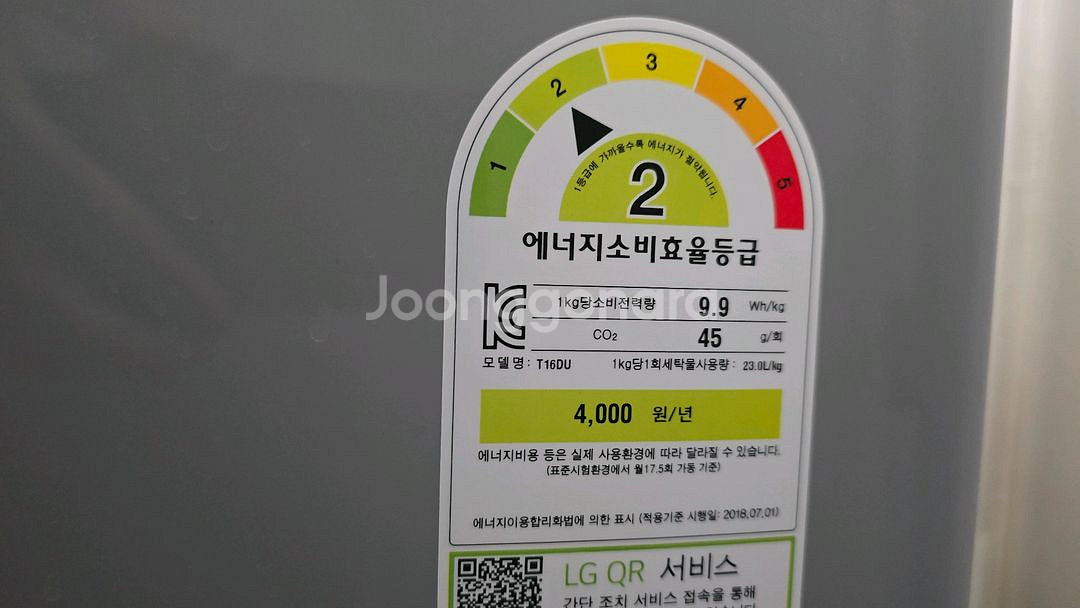 1 2 3 4 5
1등급에 가까울수록 에너지가 절약됩니다.
2
에너지소비효율등급
1kg당소비전력량 9.9 Wh/kg
CO₂ 45 g/회
모델명: T16DU 1kg당1회세탁물사용량: 23.0L/kg
4,000 원/년
에너지비용 등은 실제 사용환경에 따라 달라질 수 있습니다.
(표준시험환경에서 월17.5회 가동 기준)
에너지이용합리화법에 의한 표시 (적용기준 시행일: 2018.07.01)
LG QR 서비스
간단 조치 서비스 접속을 통해
Joonggonara